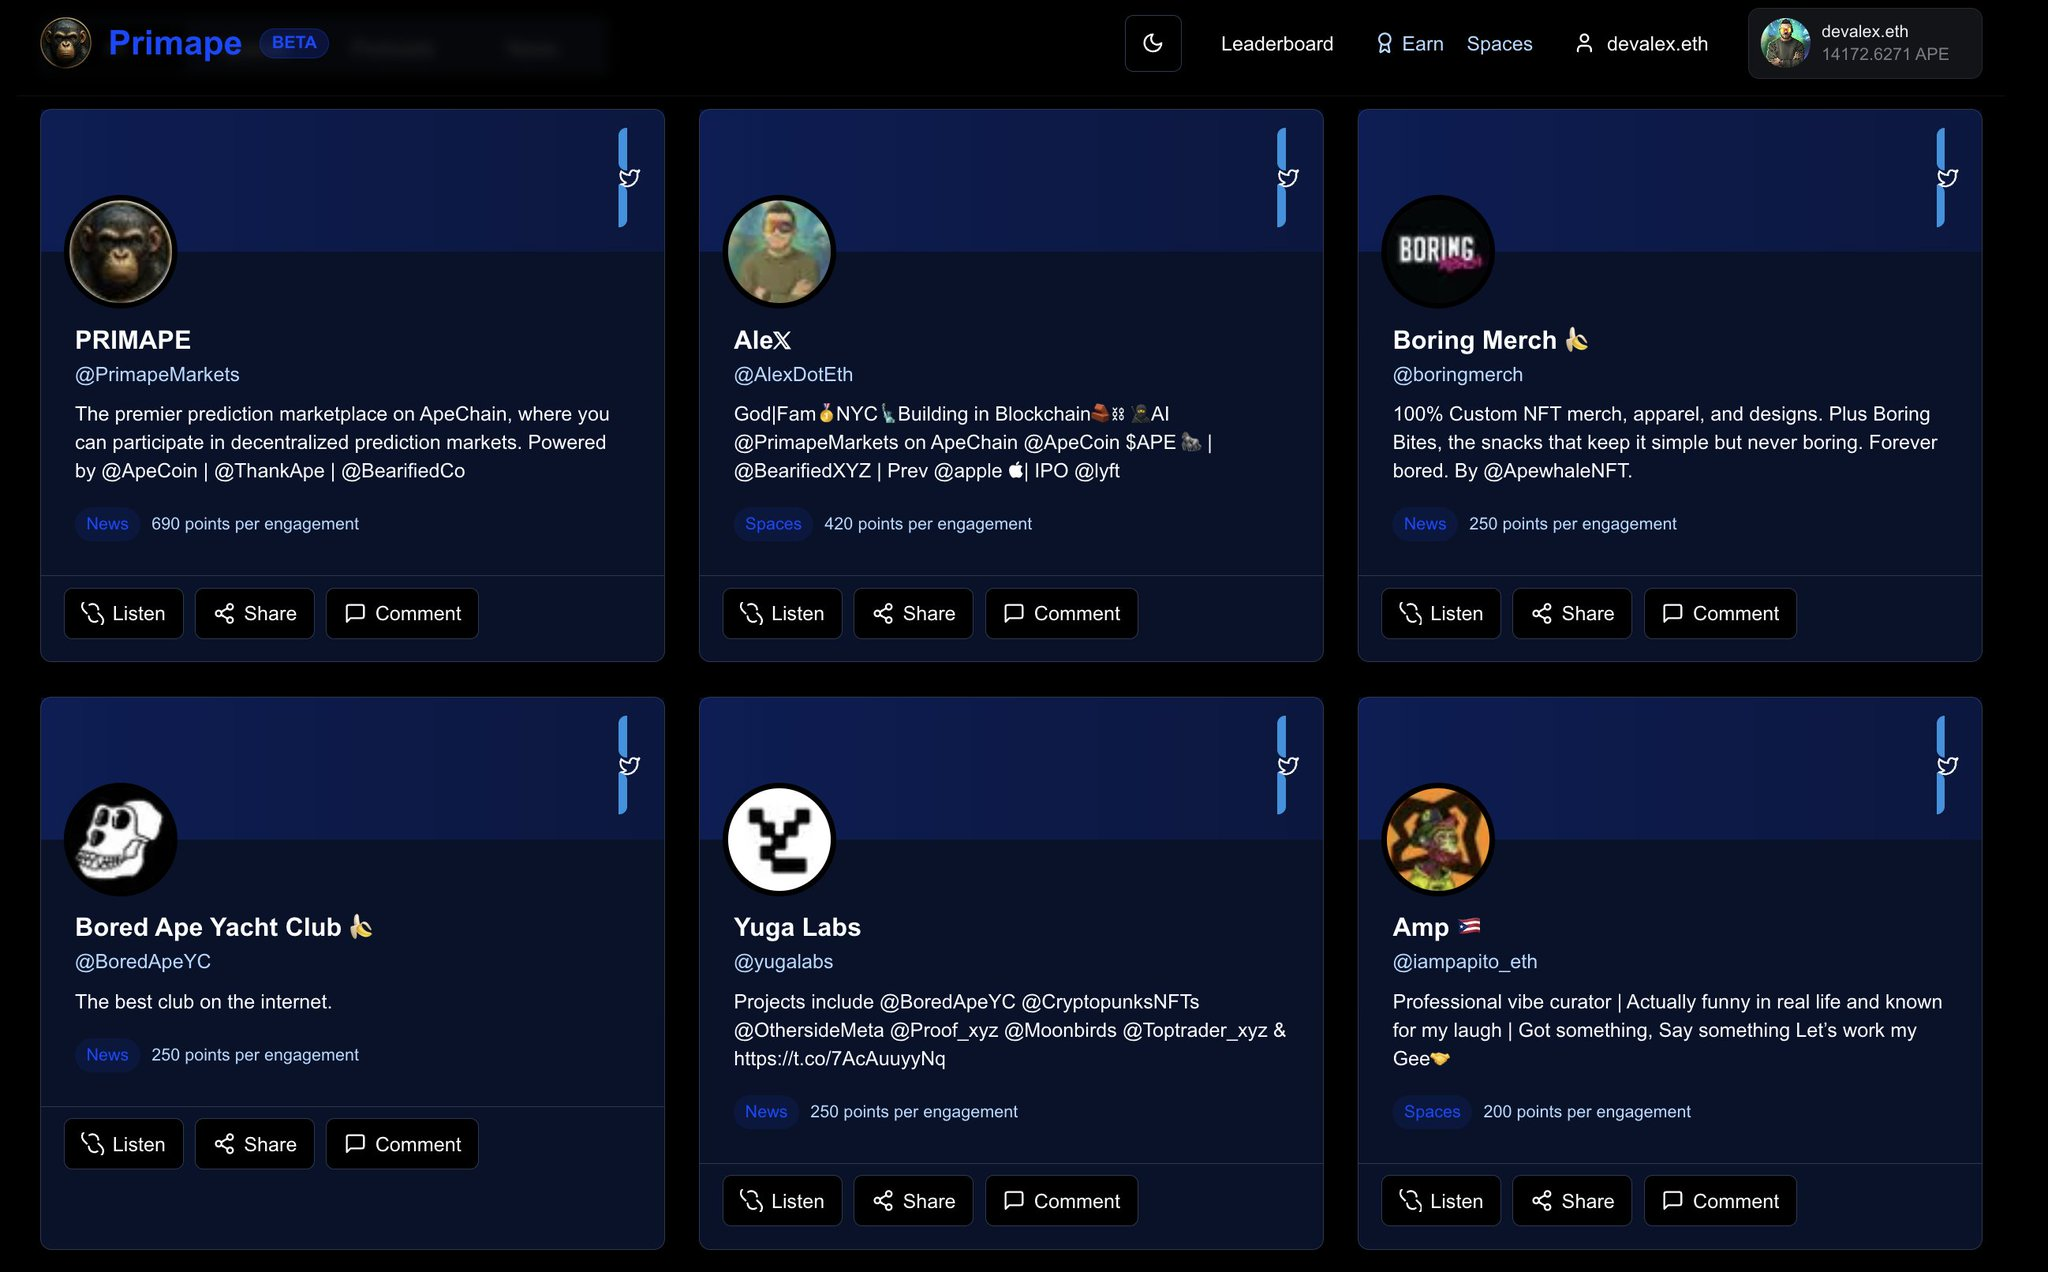 Primape BETA
Leaderboard Earn Spaces devalex.eth
devalex.eth
14172.6271 APE
PRIMAPE
@PrimapeMarkets
The premier prediction marketplace on ApeChain, where you
can participate in decentralized prediction markets. Powered
by @ApeCoin | @ThankApe | @BearifiedCo
News 690 points per engagement
Listen Share Comment
Ale𝕏
@AlexDotEth
God|Fam🥇NYC🗽Building in Blockchain🧱⛓️ 🥷AI
@PrimapeMarkets on ApeChain @ApeCoin $APE🦍 |
@BearifiedXYZ | Prev @apple | IPO @lyft
Spaces 420 points per engagement
Listen Share Comment
BORING
Boring Merch 🍌
@boringmerch
100% Custom NFT merch, apparel, and designs. Plus Boring
Bites, the snacks that keep it simple but never boring. Forever
bored. By @ApewhaleNFT.
News 250 points per engagement
Listen Share Comment
Bored Ape Yacht Club 🍌
@BoredApeYC
The best club on the internet.
News 250 points per engagement
Listen Share Comment
Yuga Labs
@yugalabs
Projects include @BoredApeYC @CryptopunksNFTs
@OthersideMeta @Proof_xyz @Moonbirds @Toptrader_xyz &
https://t.co/7AcAuuyyNq
News 250 points per engagement
Listen Share Comment
Amp 🇵🇷
@iampapito_eth
Professional vibe curator | Actually funny in real life and known
for my laugh | Got something, Say something Let’s work my
Gee🤝
Spaces 200 points per engagement
Listen Share Comment